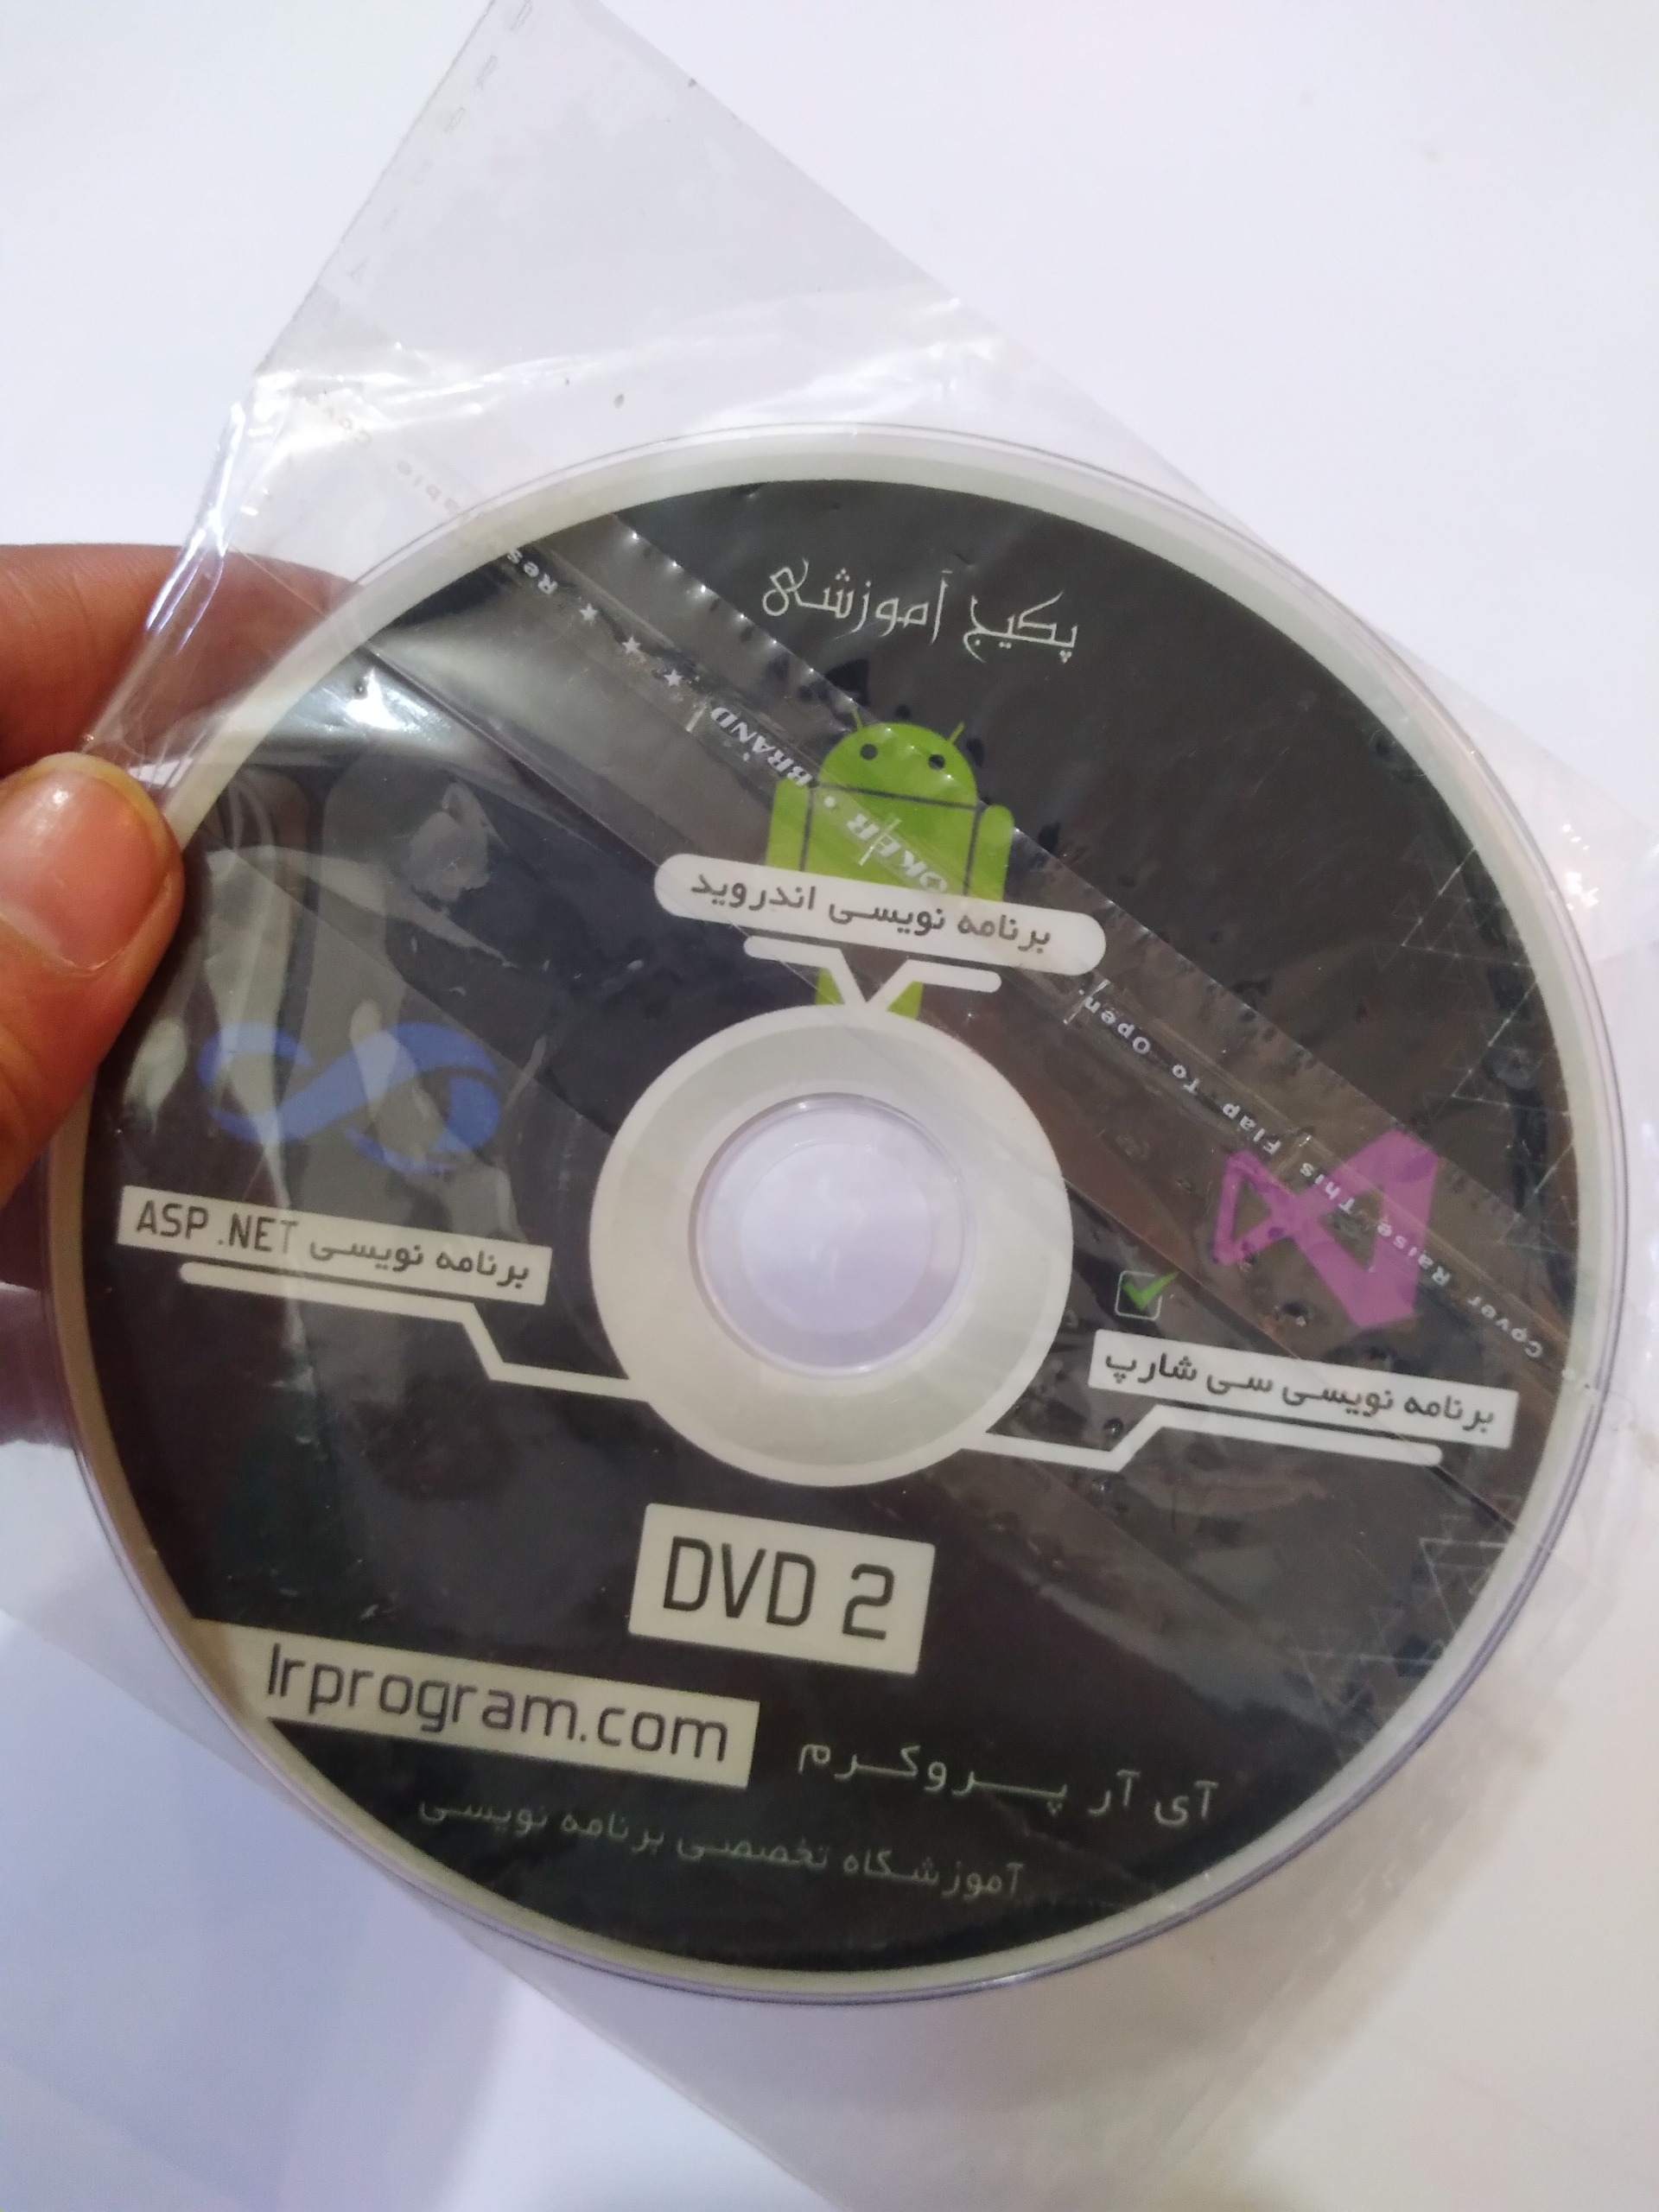 پکیج آموزشی
برنامه نویسی اندروید
برنامه نویسی ASP .NET
برنامه نویسی سی شارپ
DVD 2
Irprogram.com
آی آر پروگرم
آموزشگاه تخصصی برنامه نویسی
Cover Raise This Flap To Open.
BRAND